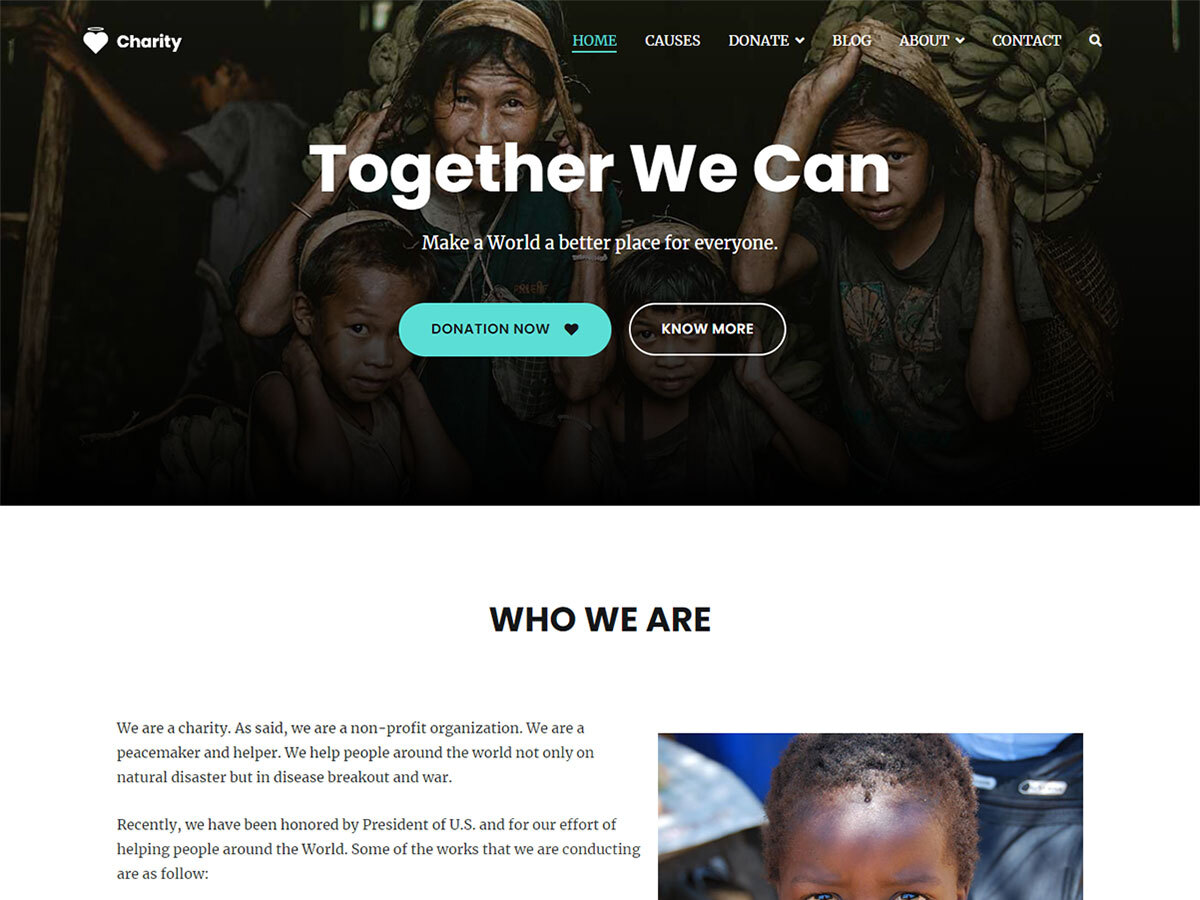 Charity
HOME CAUSES DONATE BLOG ABOUT CONTACT
Together We Can
Make a World a better place for everyone.
DONATION NOW KNOW MORE
WHO WE ARE
We are a charity. As said, we are a non-profit organization. We are a
peacemaker and helper. We help people around the world not only on
natural disaster but in disease breakout and war.
Recently, we have been honored by President of U.S. and for our effort of
helping people around the World. Some of the works that we are conducting
are as follow: